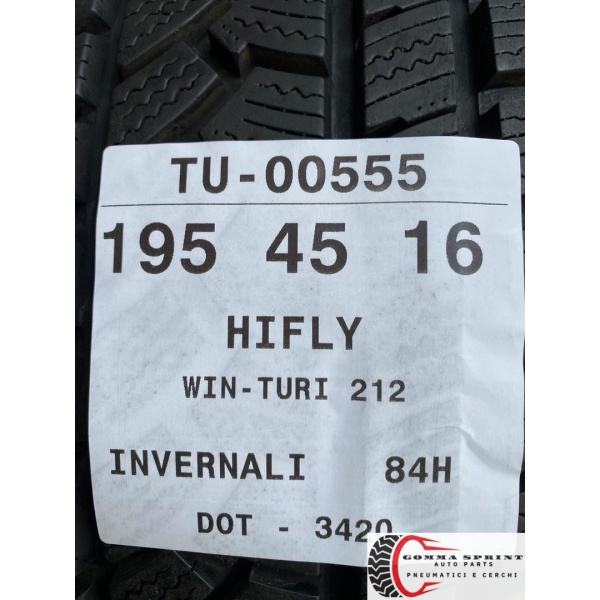 TU-00555
195 45 16
HIFLY
WIN-TURI 212
INVERNALI 84H
DOT - 3420
GOMMA SPRINT
AUTO PARTS
PNEUMATICI E CERCHI